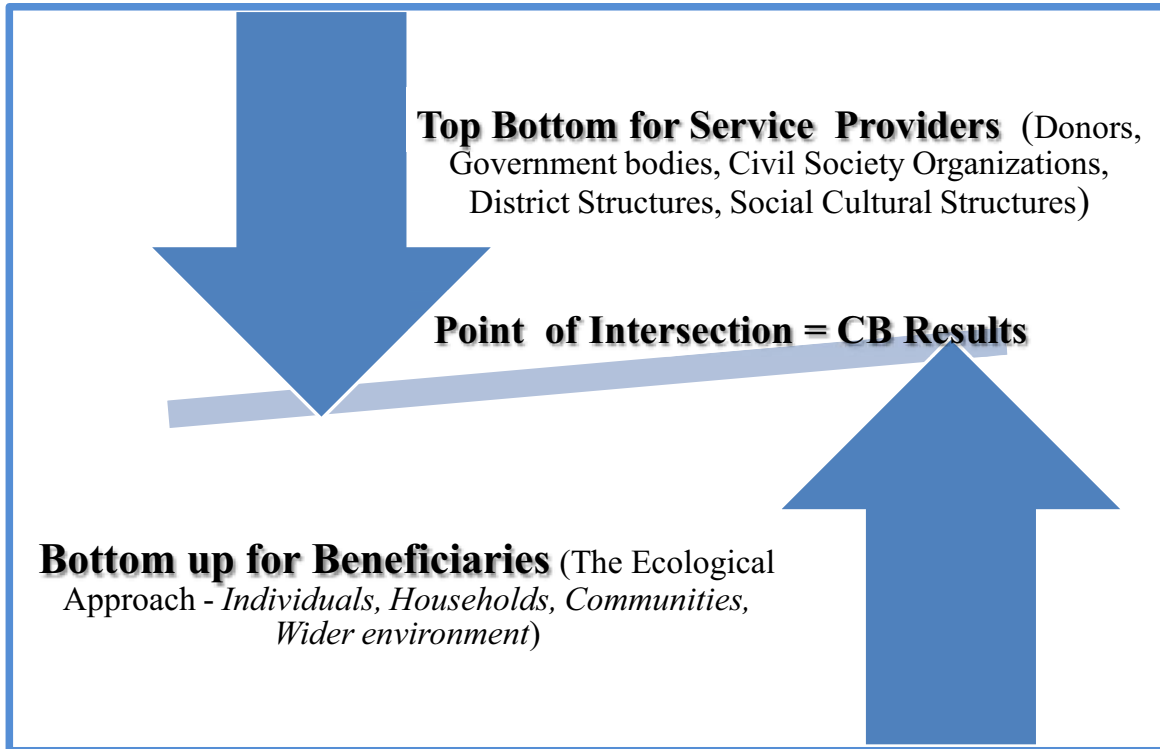 Top Bottom for Service Providers (Donors,
Government bodies, Civil Society Organizations,
District Structures, Social Cultural Structures)
Point of Intersection = CB Results
Bottom up for Beneficiaries (The Ecological
Approach - Individuals, Households, Communities,
Wider environment)